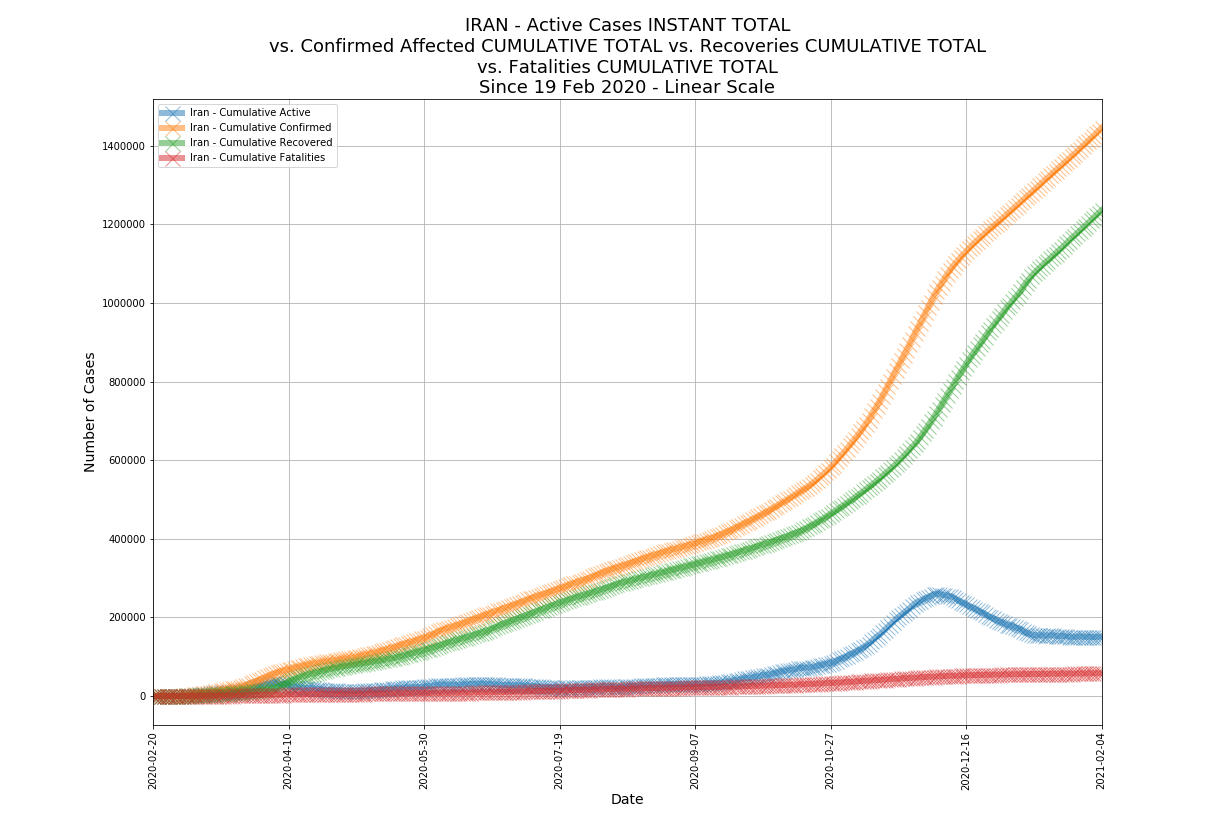 IRAN - Active Cases INSTANT TOTAL
vs. Confirmed Affected CUMULATIVE TOTAL vs. Recoveries CUMULATIVE TOTAL
vs. Fatalities CUMULATIVE TOTAL
Since 19 Feb 2020 - Linear Scale
Iran - Cumulative Active
Iran - Cumulative Confirmed
Iran - Cumulative Recovered
Iran - Cumulative Fatalities
Number of Cases
1400000
1200000
1000000
800000
600000
400000
200000
0
2020-02-20
2020-04-10
2020-05-30
2020-07-19
2020-09-07
2020-10-27
2020-12-16
2021-02-04
Date